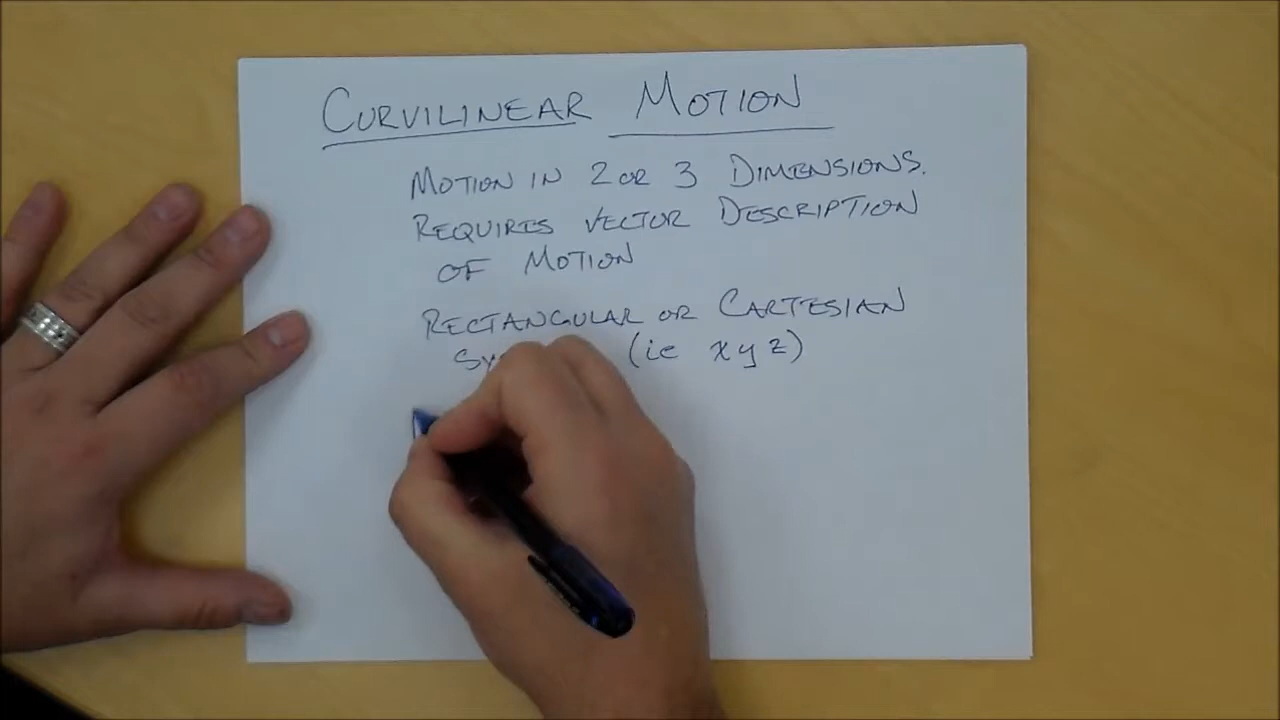 CURVILINEAR MOTION
MOTION IN 2 OR 3 DIMENSIONS.
REQUIRES VECTOR DESCRIPTION
OF MOTION
RECTANGULAR OR CARTESIAN
(ie x y z)